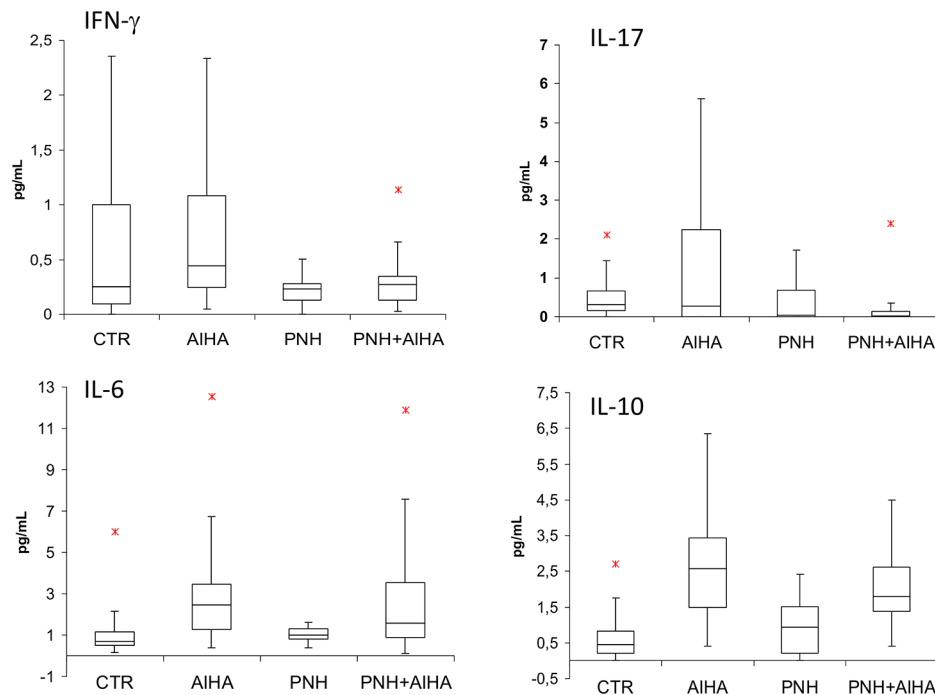 IFN-γ
2,5
2
1,5
1
0,5
0
pg/mL
CTR AIHA PNH PNH+AIHA
IL-17
7
6
5
4
3
2
1
0
pg/mL
CTR AIHA PNH PNH+AIHA
IL-6
13
11
9
7
5
3
1
-1
pg/mL
CTR AIHA PNH PNH+AIHA
IL-10
7,5
6,5
5,5
4,5
3,5
2,5
1,5
0,5
-0,5
pg/mL
CTR AIHA PNH PNH+AIHA